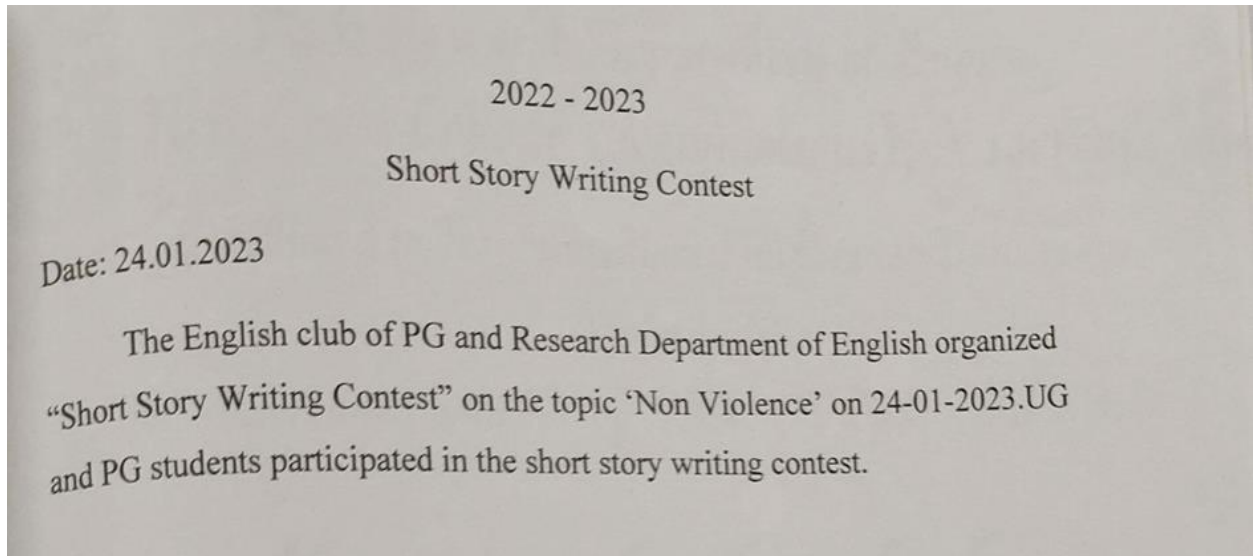 2022 - 2023
Short Story Writing Contest
Date: 24.01.2023
The English club of PG and Research Department of English organized
“Short Story Writing Contest” on the topic ‘Non Violence’ on 24-01-2023.UG
and PG students participated in the short story writing contest.